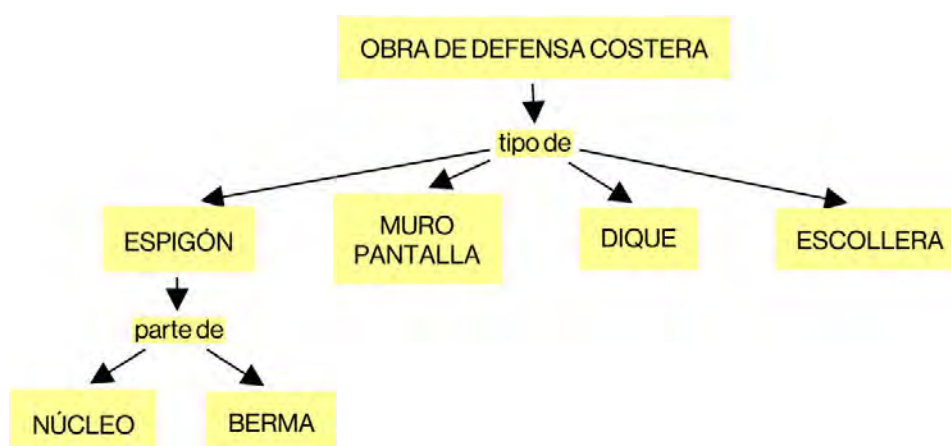 OBRA DE DEFENSA COSTERA
tipo de
ESPIGÓN
MURO
PANTALLA
DIQUE
ESCOLLERA
parte de
NÚCLEO
BERMA